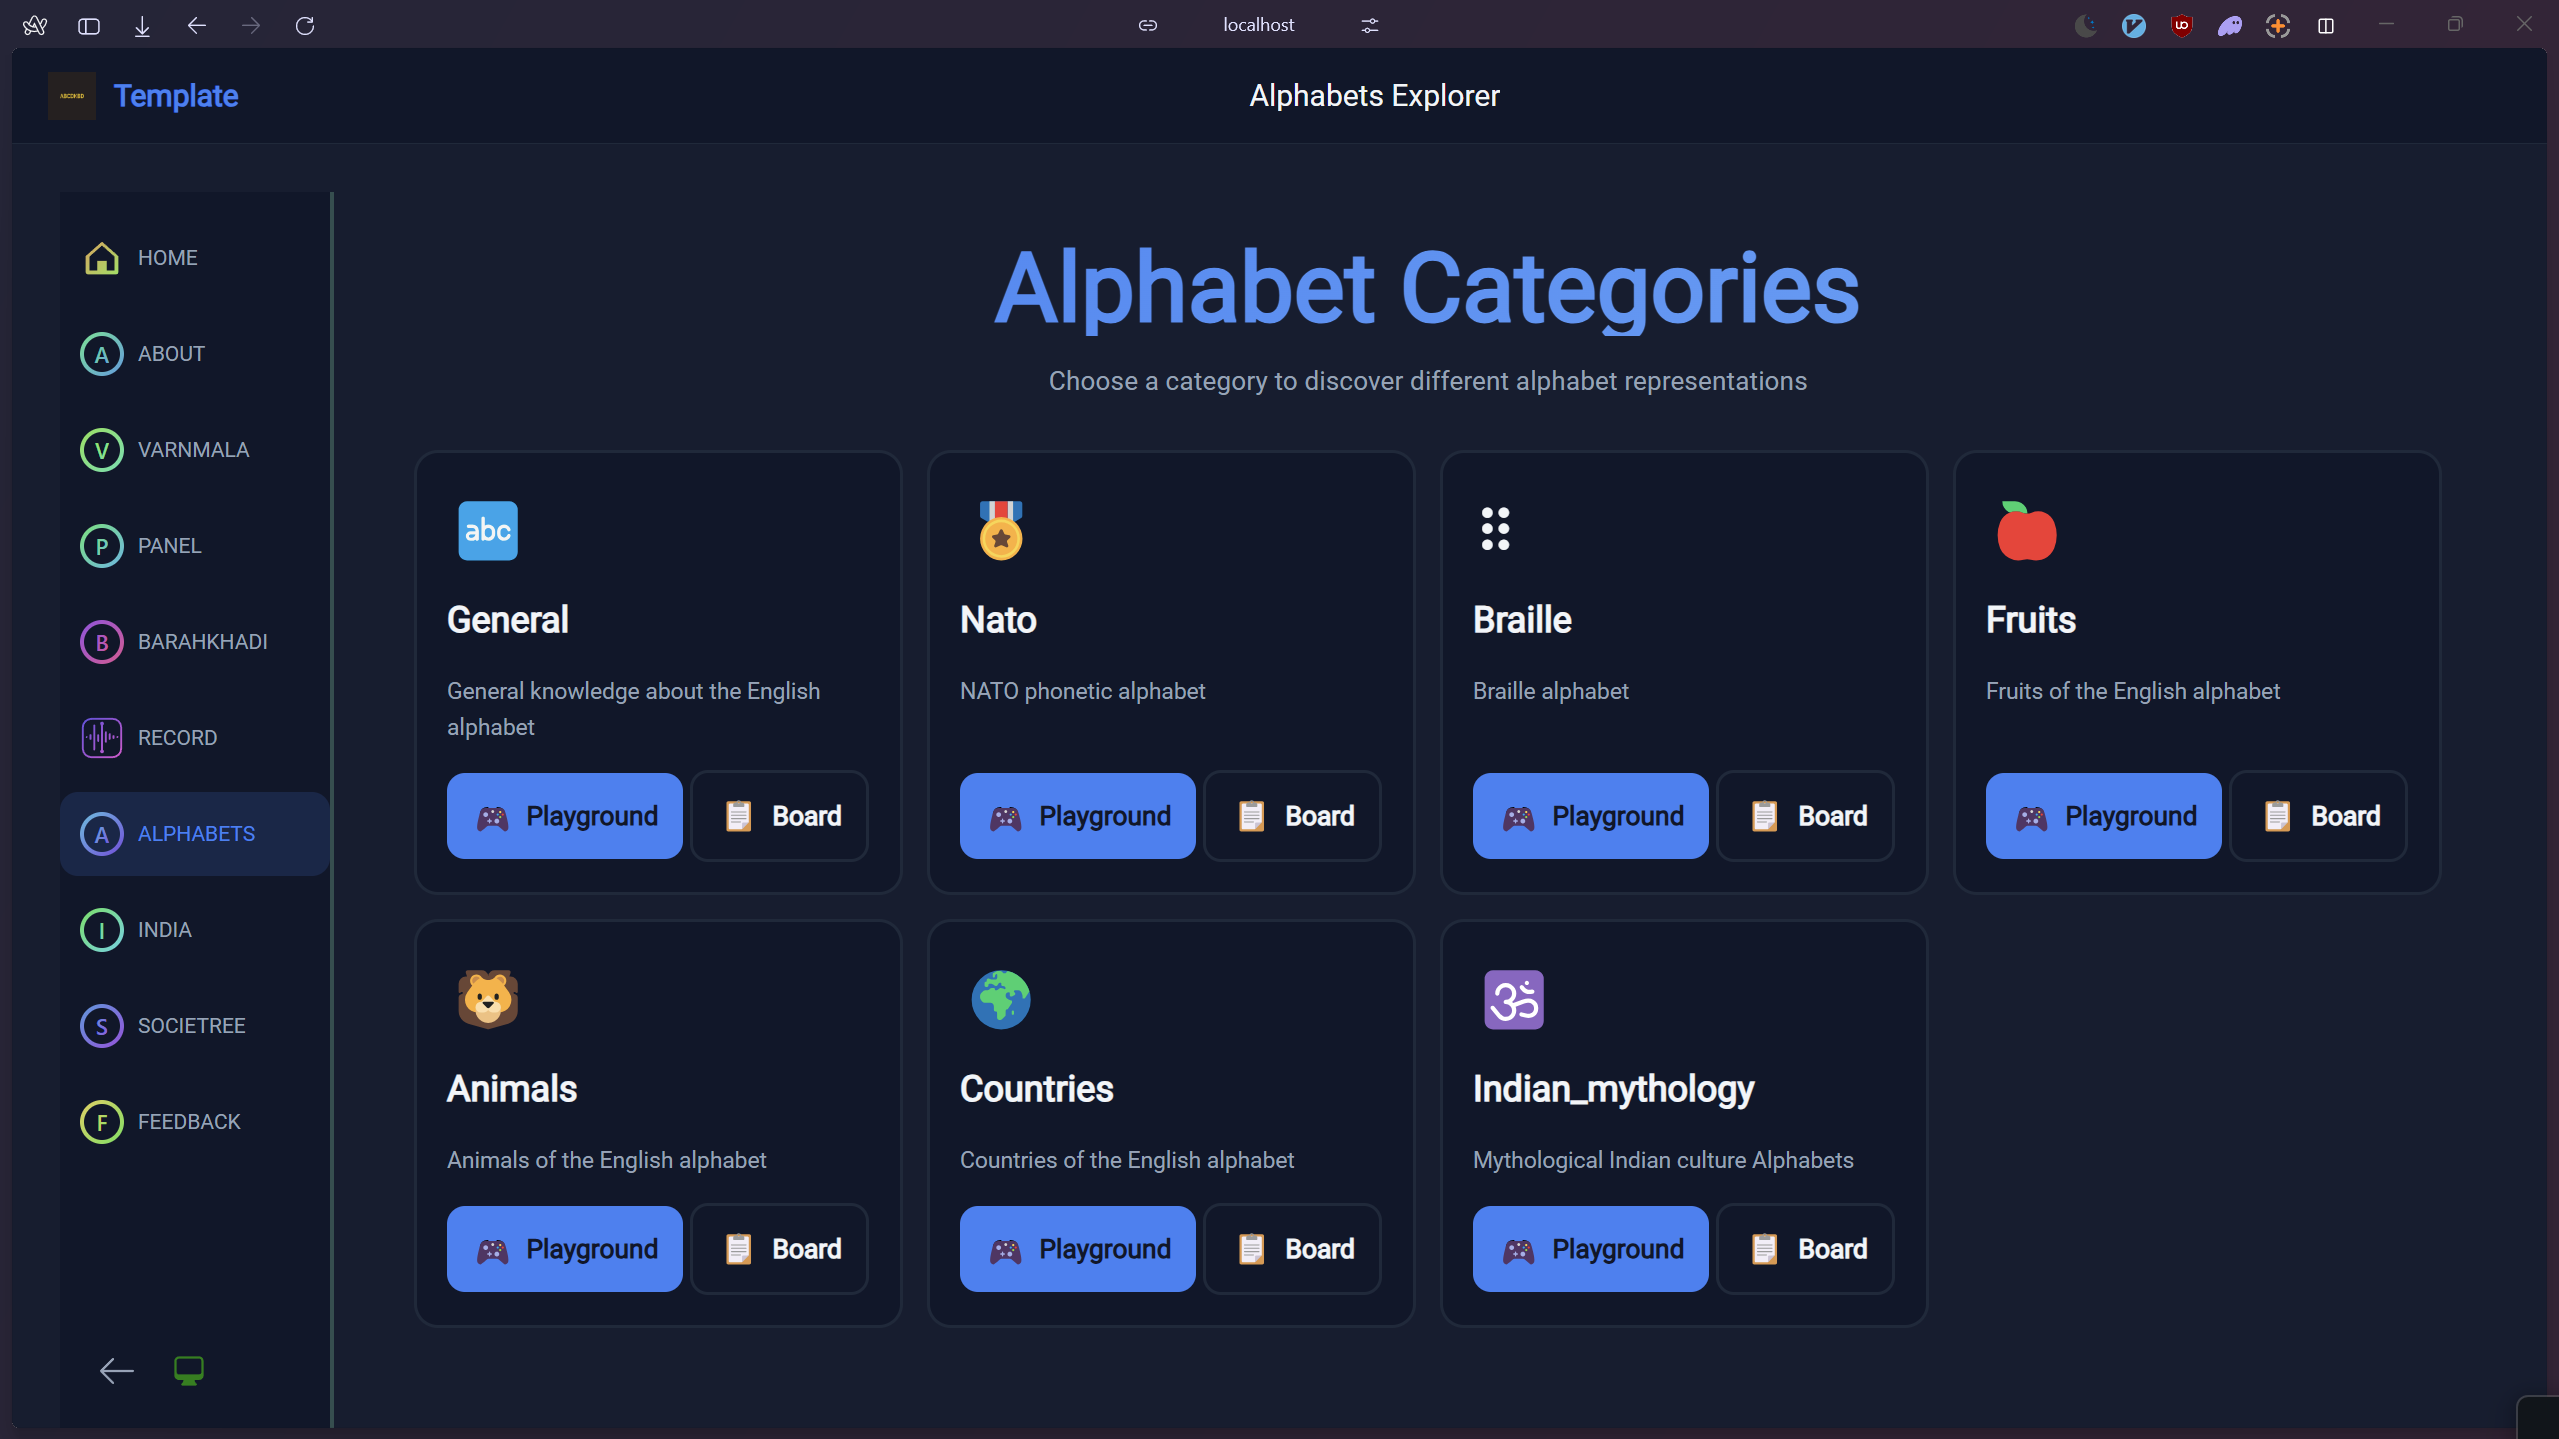 localhost
ABCDKBD
Template
Alphabets Explorer
HOME
A ABOUT
V VARNMALA
P PANEL
B BARAHKHADI
RECORD
A ALPHABETS
I INDIA
S SOCIETREE
F FEEDBACK
Alphabet Categories
Choose a category to discover different alphabet representations
abc
General
General knowledge about the English
alphabet
Playground Board
Nato
NATO phonetic alphabet
Playground Board
Braille
Braille alphabet
Playground Board
Fruits
Fruits of the English alphabet
Playground Board
Animals
Animals of the English alphabet
Playground Board
Countries
Countries of the English alphabet
Playground Board
ॐ
Indian_mythology
Mythological Indian culture Alphabets
Playground Board